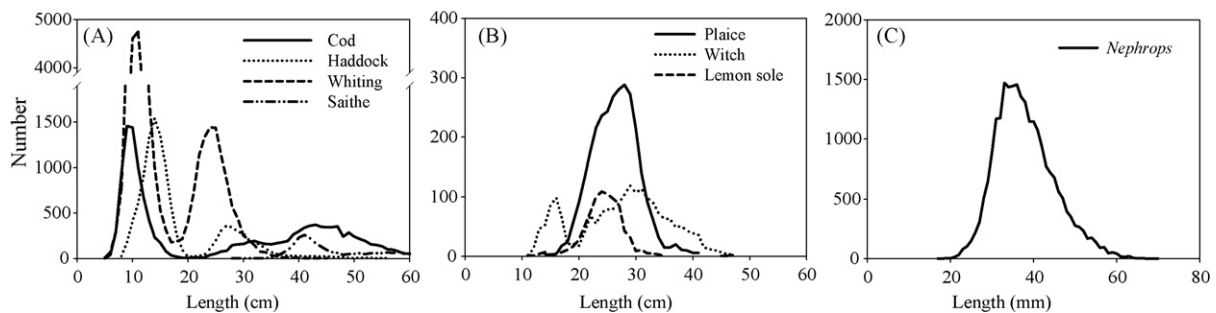 (A)
Cod
Haddock
Whiting
Saithe
Number
5000
4000
1500
1000
500
0
0 10 20 30 40 50 60
Length (cm)
(B)
Plaice
Witch
Lemon sole
400
300
200
100
0
0 10 20 30 40 50 60
Length (cm)
(C)
Nephrops
2000
1500
1000
500
0
0 20 40 60 80
Length (mm)